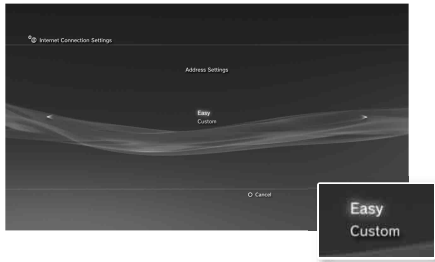 Internet Connection Settings
Address Settings
Easy
Custom
Cancel
Easy
Custom